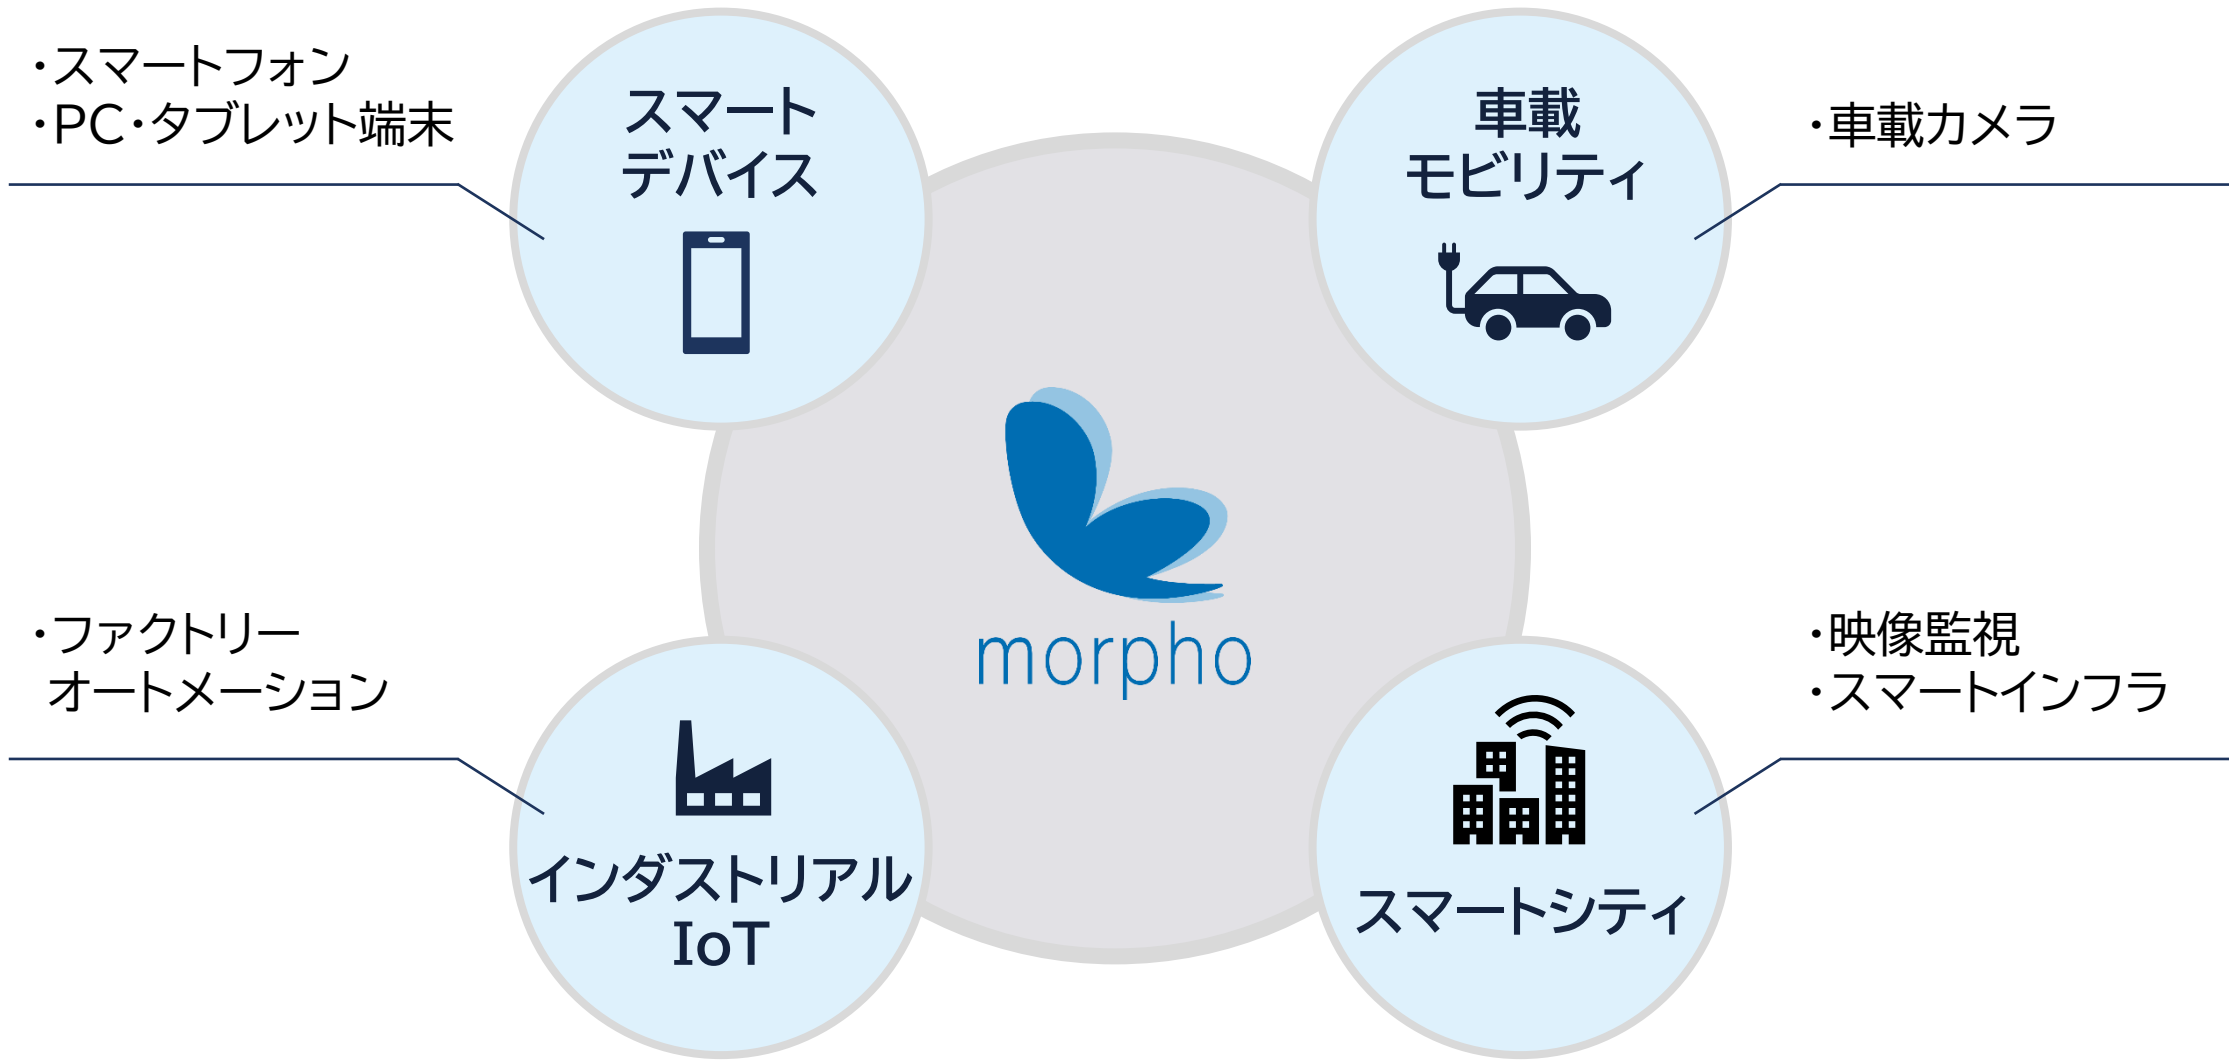 ・スマートフォン
・PC・タブレット端末
スマート
デバイス
車載
モビリティ
・車載カメラ
morpho
・ファクトリー
オートメーション
インダストリアル
IoT
スマートシティ
・映像監視
・スマートインフラ